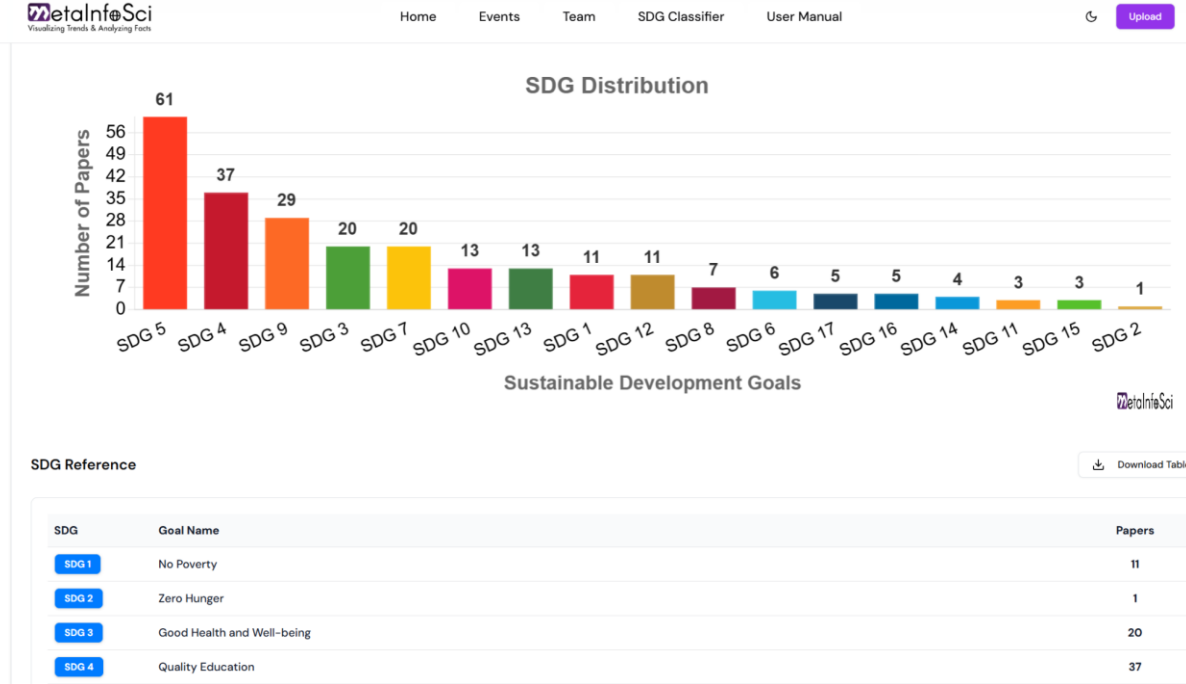 MetaInfoSci
Visualizing Trends & Analyzing Facts
Home Events Team SDG Classifier User Manual Upload
SDG Distribution
61
37
29
20
20
13
13
11
11
7
6
5
5
4
3
3
1
Number of Papers
56
49
42
35
28
21
14
7
0
SDG 5 SDG 4 SDG 9 SDG 3 SDG 7 SDG 10 SDG 13 SDG 1 SDG 12 SDG 8 SDG 6 SDG 17 SDG 16 SDG 14 SDG 11 SDG 15 SDG 2
Sustainable Development Goals
MetaInfoSci
SDG Reference
Download Tabl
SDG Goal Name Papers
SDG 1 No Poverty 11
SDG 2 Zero Hunger 1
SDG 3 Good Health and Well-being 20
SDG 4 Quality Education 37